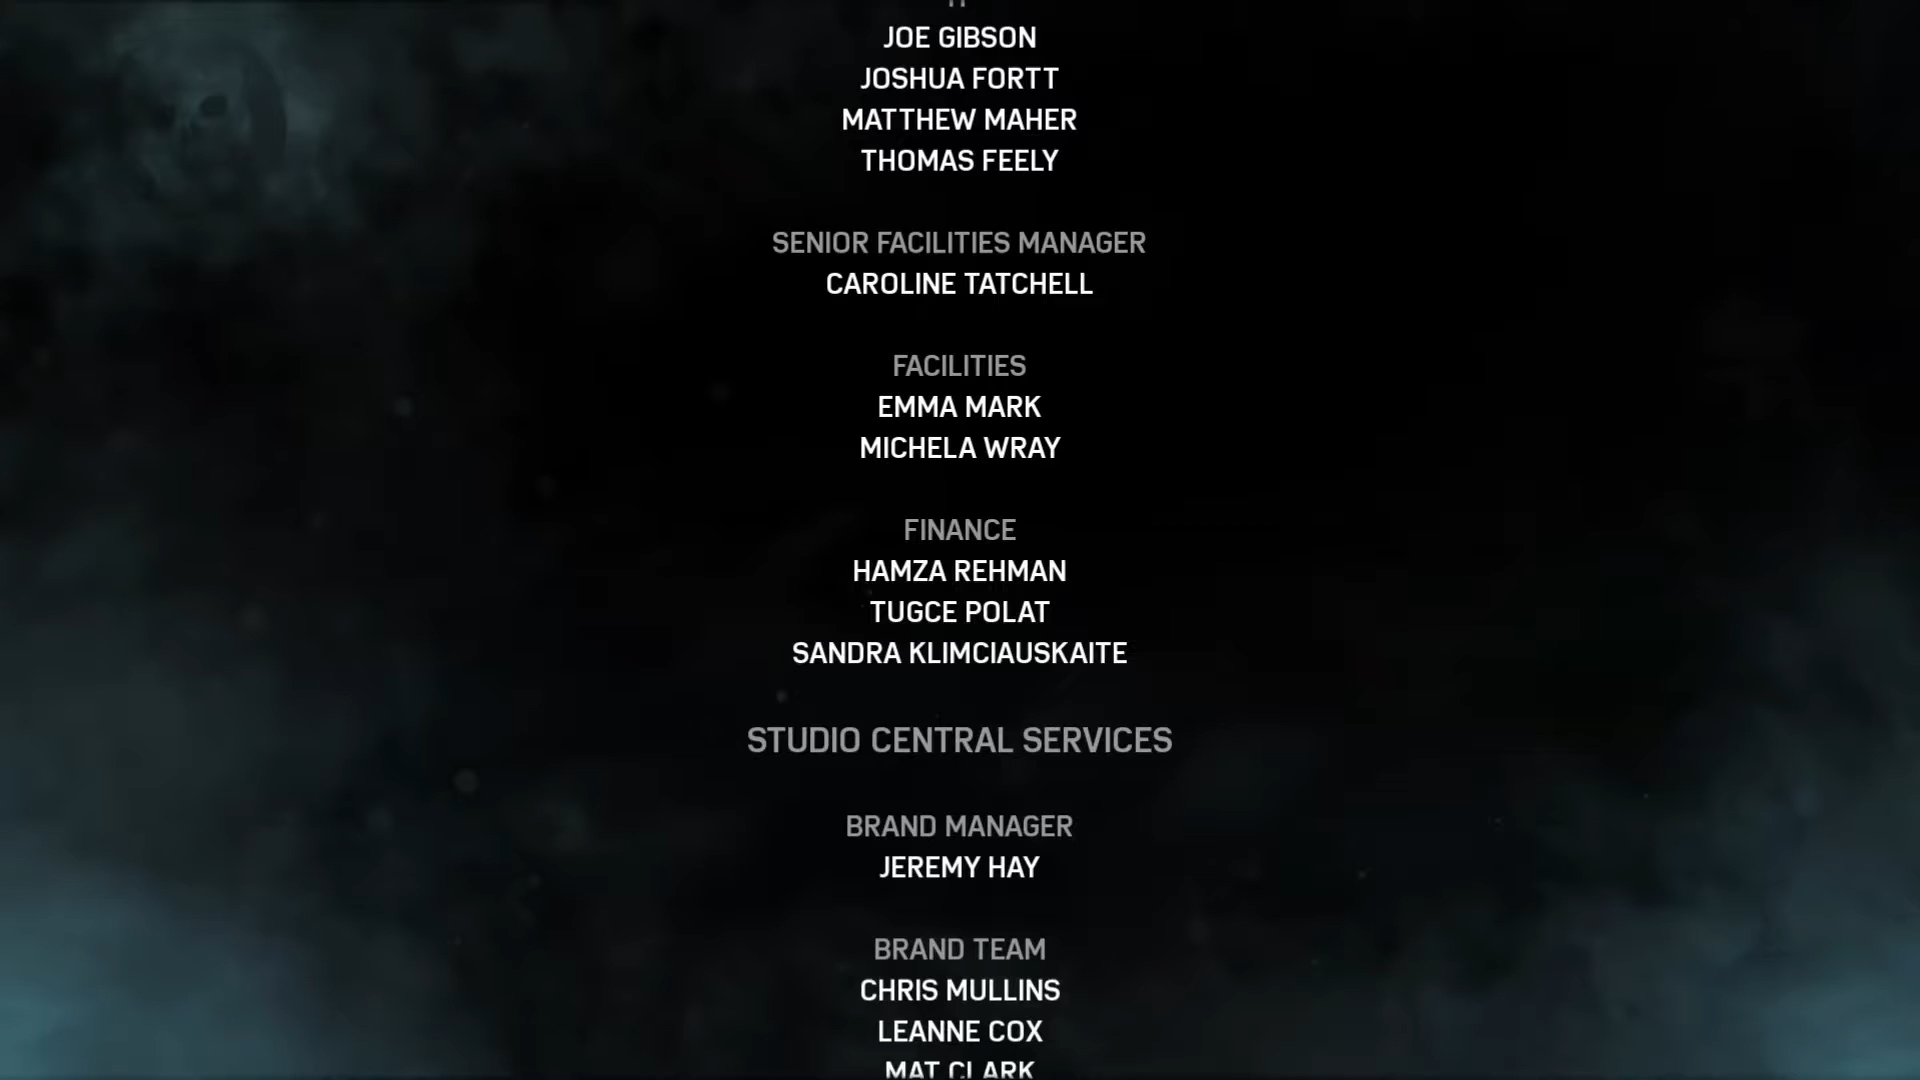 JOE GIBSON
JOSHUA FORTT
MATTHEW MAHER
THOMAS FEELY
SENIOR FACILITIES MANAGER
CAROLINE TATCHELL
FACILITIES
EMMA MARK
MICHELA WRAY
FINANCE
HAMZA REHMAN
TUGCE POLAT
SANDRA KLIMCIAUSKAITE
STUDIO CENTRAL SERVICES
BRAND MANAGER
JEREMY HAY
BRAND TEAM
CHRIS MULLINS
LEANNE COX
MAT CLARK